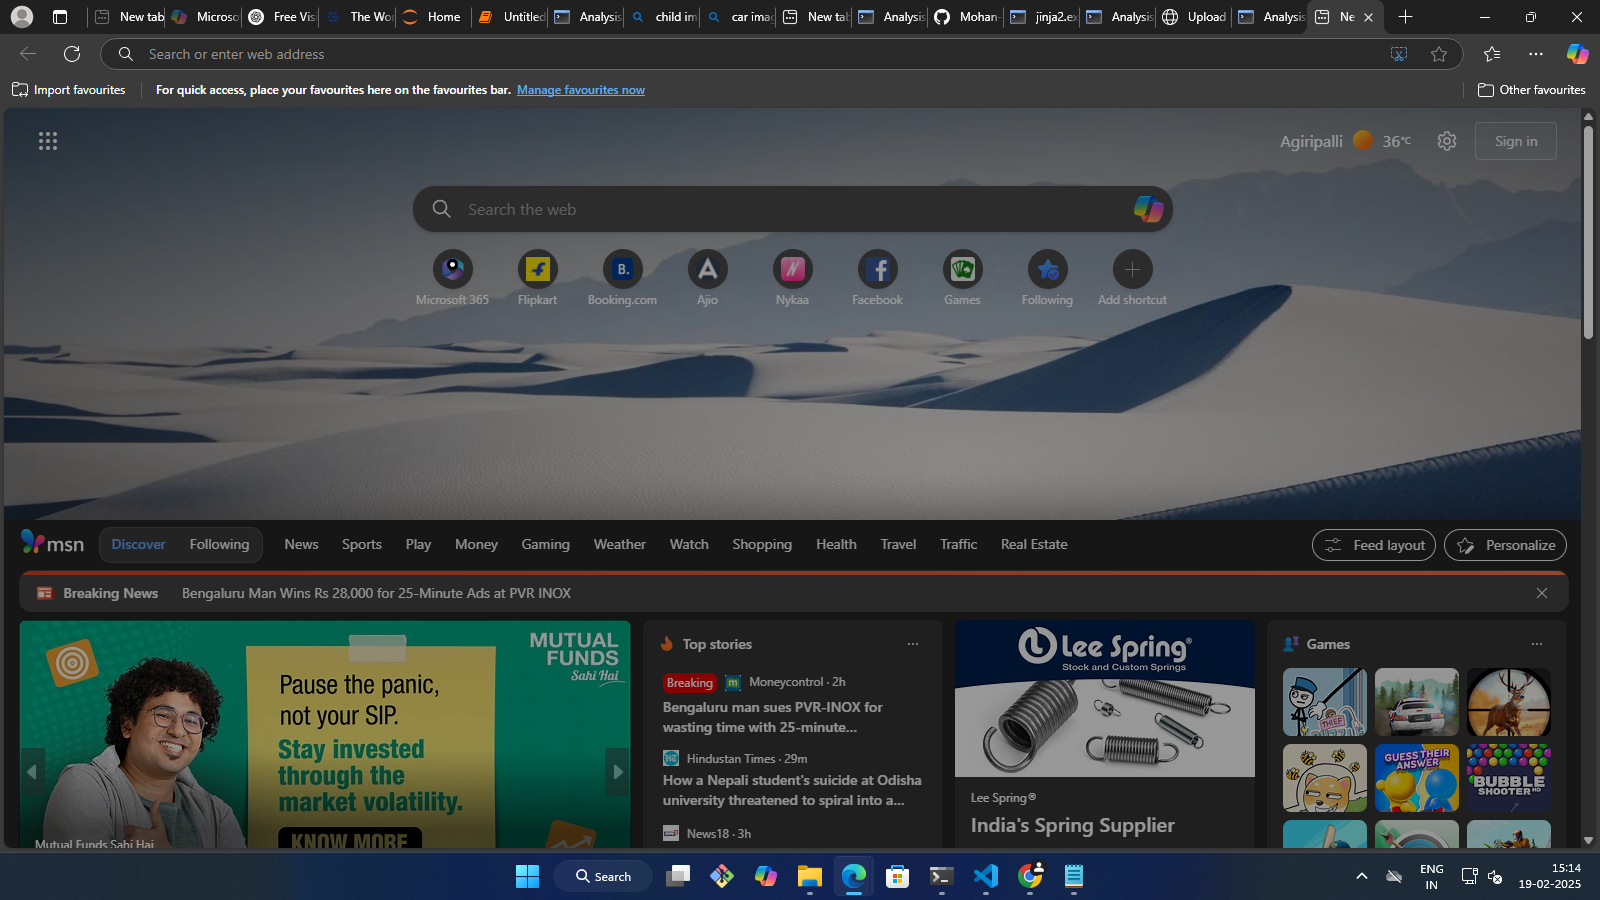 New tab
Microso
Free Vis
The Wor
Home
Untitled
Analysis
child im
car imag
New tab
Analysis
Mohan-
jinja2.ex
Analysis
Upload
Analysis
Ne
Search or enter web address
Import favourites
For quick access, place your favourites here on the favourites bar. Manage favourites now
Other favourites
Agiripalli 36°C
Sign in
Search the web
Microsoft 365
Flipkart
Booking.com
Ajio
Nykaa
Facebook
Games
Following
Add shortcut
msn
Discover
Following
News
Sports
Play
Money
Gaming
Weather
Watch
Shopping
Health
Travel
Traffic
Real Estate
Feed layout
Personalize
Breaking News
Bengaluru Man Wins Rs 28,000 for 25-Minute Ads at PVR INOX
MUTUAL
FUNDS
Sahi Hai
Pause the panic,
not your SIP.
Stay invested
through the
market volatility.
KNOW MORE
Mutual Funds Sahi Hai
Top stories
Breaking
Moneycontrol · 2h
Bengaluru man sues PVR-INOX for
wasting time with 25-minute...
Hindustan Times · 29m
How a Nepali student's suicide at Odisha
university threatened to spiral into a...
News18 · 3h
Lee Spring®
Stock and Custom Springs
Lee Spring®
India's Spring Supplier
Games
THIEF
GUESS THEIR
ANSWER
BUBBLE
SHOOTER HD
Search
ENG
IN
15:14
19-02-2025